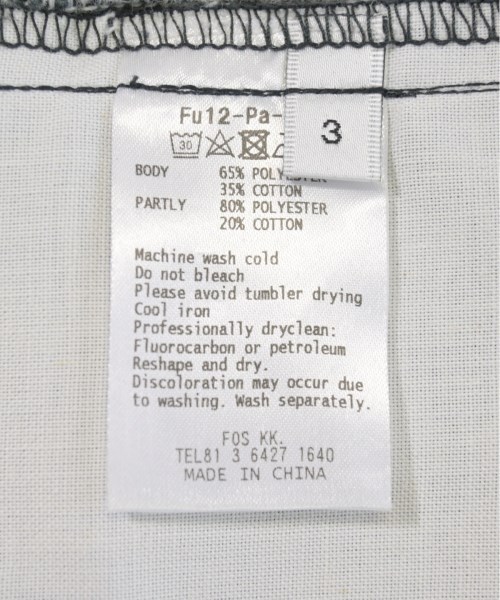 Fu12-Pa-
3
30
BODY 65% POLYESTER
35% COTTON
PARTLY 80% POLYESTER
20% COTTON
Machine wash cold
Do not bleach
Please avoid tumbler drying
Cool iron
Professionally dryclean:
Fluorocarbon or petroleum
Reshape and dry.
Discoloration may occur due
to washing. Wash separately.
FOS KK.
TEL81 3 6427 1640
MADE IN CHINA